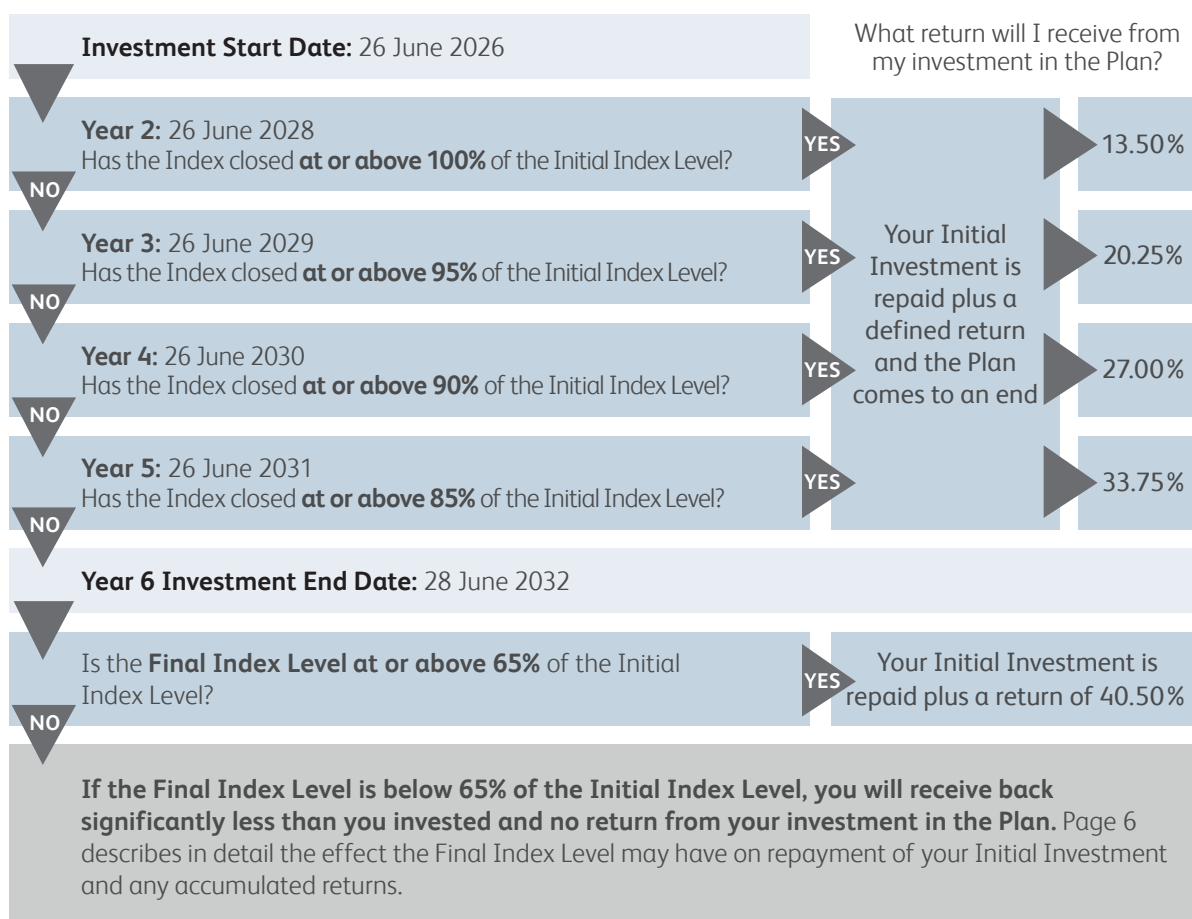 Investment Start Date: 26 June 2026
What return will I receive from
my investment in the Plan?
Year 2: 26 June 2028
Has the Index closed at or above 100% of the Initial Index Level?
YES
13.50%
NO
Year 3: 26 June 2029
Has the Index closed at or above 95% of the Initial Index Level?
YES
20.25%
NO
Year 4: 26 June 2030
Has the Index closed at or above 90% of the Initial Index Level?
YES
27.00%
NO
Year 5: 26 June 2031
Has the Index closed at or above 85% of the Initial Index Level?
YES
33.75%
NO
Your Initial
Investment is
repaid plus a
defined return
and the Plan
comes to an end
Year 6 Investment End Date: 28 June 2032
Is the Final Index Level at or above 65% of the Initial
Index Level?
YES
Your Initial Investment is
repaid plus a return of 40.50%
NO
If the Final Index Level is below 65% of the Initial Index Level, you will receive back
significantly less than you invested and no return from your investment in the Plan. Page 6
describes in detail the effect the Final Index Level may have on repayment of your Initial Investment
and any accumulated returns.